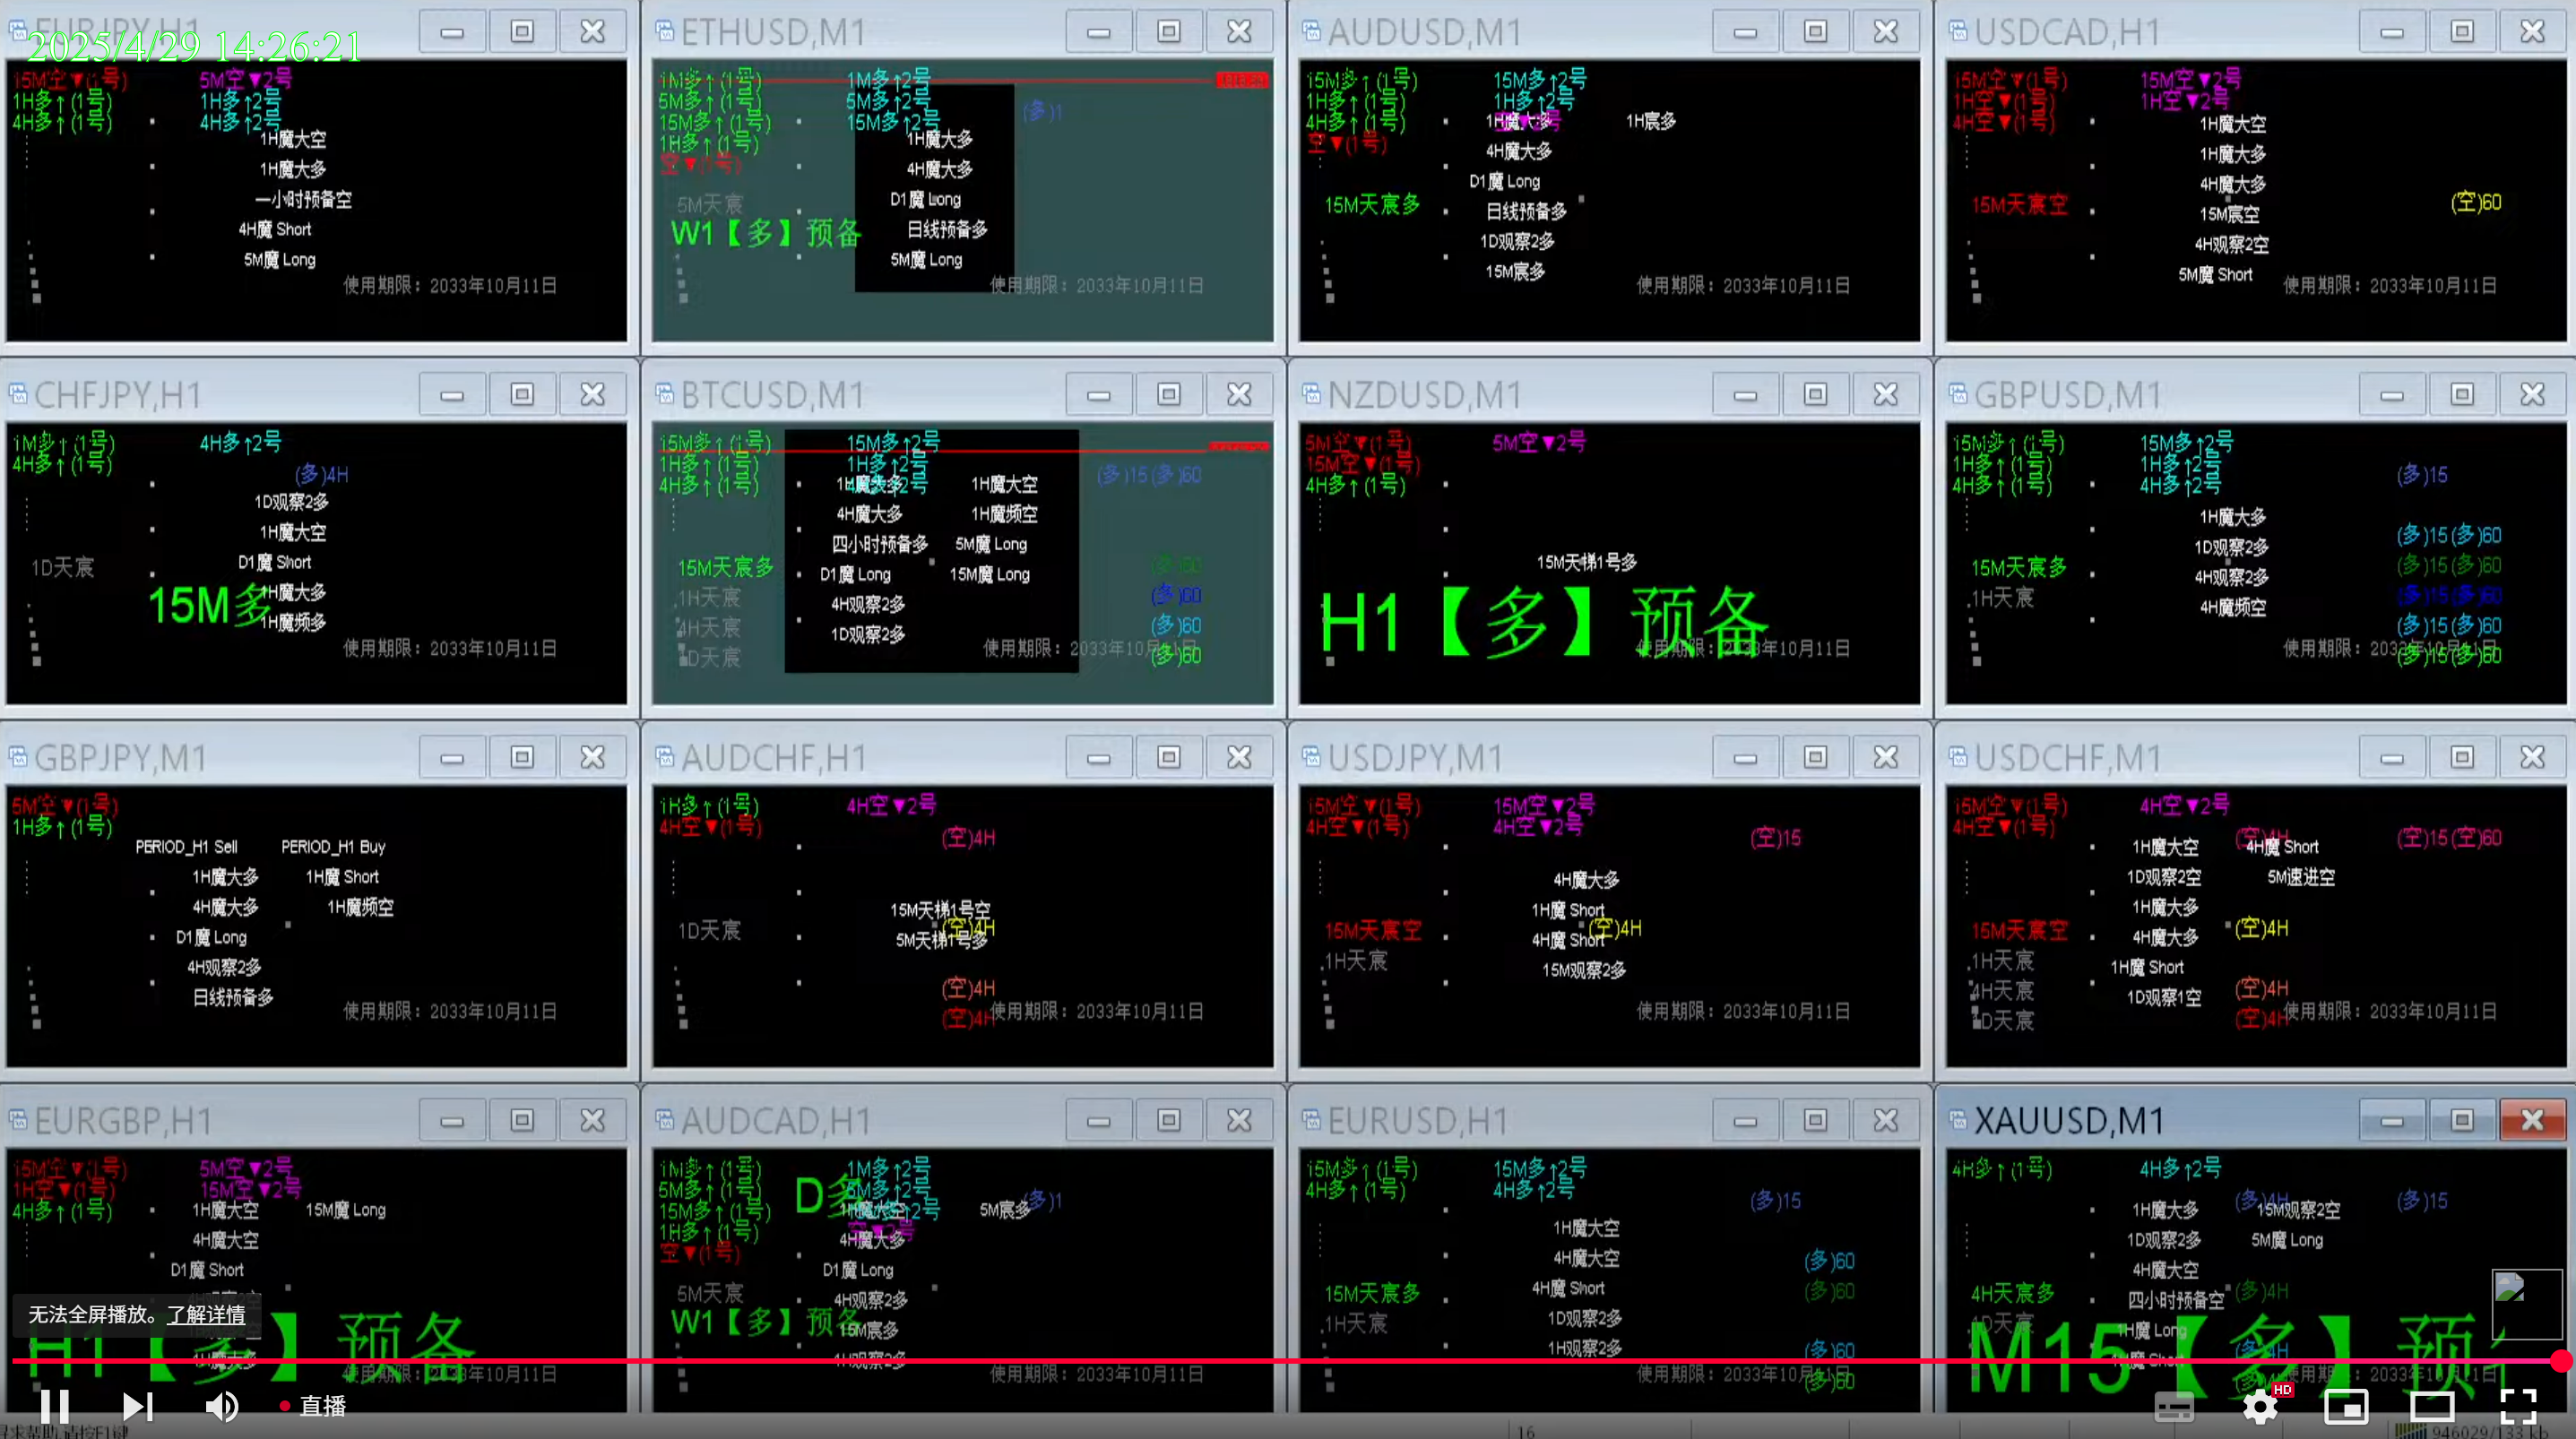 EURJPY,H1
2025/4/29 14:26:21
15M空▼(1号) 5M空▼2号
1H多↑(1号) 1H多↑2号
4H多↑(1号) 4H多↑2号
1H魔大空
1H魔大多
一小时预备空
4H魔 Short
5M魔 Long
使用期限：2033年10月11日
ETHUSD,M1
1M多↑(1号) 1M多↑2号
5M多↑(1号) 5M多↑2号
(多)1
15M多↑(1号) 15M多↑2号
1H多↑(1号) 1H魔大多
空▼(1号) 4H魔大多
5M天宸 D1魔 Long
W1【多】预备 日线预备多
5M魔 Long
使用期限：2033年10月11日
AUDUSD,M1
15M多↑(1号) 15M多↑2号
1H多↑(1号) 1H多↑2号
4H多↑(1号) 1H宸多
空▼(1号) 4H魔大多
D1魔 Long
15M天宸多 日线预备多
1D观察2多
15M宸多
使用期限：2033年10月11日
USDCAD,H1
15M空▼(1号) 15M空▼2号
1H空▼(1号) 1H空▼2号
4H空▼(1号) 1H魔大空
1H魔大多
4H魔大多
15M天宸空 15M宸空 (空)60
4H观察2空
5M魔 Short
使用期限：2033年10月11日
CHFJPY,H1
1M多↑(1号) 4H多↑2号
4H多↑(1号) (多)4H
1D观察2多
1H魔大空
1D天宸 D1魔 Short
15M多 1H魔大多
1H魔频多
使用期限：2033年10月11日
BTCUSD,M1
15M多↑(1号) 15M多↑2号
1H多↑(1号) 1H多↑2号 (多)15(多)60
4H多↑(1号) 1H魔大空
4H魔大多 1H魔频空
四小时预备多 5M魔 Long
15M天宸多 D1魔 Long 15M魔 Long (多)60
1H天宸 4H观察2多 (多)60
4H天宸 1D观察2多 (多)60
1D天宸 使用期限：2033年10月11日 (多)60
NZDUSD,M1
5M空▼(1号) 5M空▼2号
15M空▼(1号)
4H多↑(1号)
15M天梯1号多
H1【多】预备
使用期限：2033年10月11日
GBPUSD,M1
15M多↑(1号) 15M多↑2号
1H多↑(1号) 1H多↑2号 (多)15
4H多↑(1号) 4H多↑2号
1H魔大多 (多)15(多)60
1D观察2多
15M天宸多 4H观察2多 (多)15(多)60
1H天宸 4H魔频空 (多)15(多)60
(多)15(多)60
使用期限：2033年10月11日 (多)15(多)60
GBPJPY,M1
5M空▼(1号)
1H多↑(1号)
PERIOD_H1 Sell PERIOD_H1 Buy
1H魔大多 1H魔 Short
4H魔大多 1H魔频空
D1魔 Long
4H观察2多
日线预备多
使用期限：2033年10月11日
AUDCHF,H1
1H多↑(1号) 4H空▼2号
4H空▼(1号) (空)4H
15M天梯1号空
1D天宸 (空)4H
5M天梯1号多
(空)4H
(空)4H 使用期限：2033年10月11日
USDJPY,M1
15M空▼(1号) 15M空▼2号
4H空▼(1号) 4H空▼2号 (空)15
4H魔大多
1H魔 Short
15M天宸空 (空)4H
4H魔 Short
1H天宸 15M观察2多
使用期限：2033年10月11日
USDCHF,M1
15M空▼(1号) 4H空▼2号
4H空▼(1号) (空)4H (空)15(空)60
1H魔大空 4H魔 Short
1D观察2空 5M速进空
1H魔大多
15M天宸空 4H魔大多 (空)4H
1H天宸 1H魔 Short
4H天宸 1D观察1空 (空)4H
1D天宸 (空)4H 使用期限：2033年10月11日
EURGBP,H1
15M空▼(1号) 5M空▼2号
1H空▼(1号) 15M空▼2号
4H多↑(1号) 1H魔大空 15M魔 Long
4H魔大空
D1魔 Short
无法全屏播放。了解详情
H1【多】预备
使用期限：2033年10月11日
AUDCAD,H1
1M多↑(1号) 1M多↑2号
5M多↑(1号) D多 5M多↑2号
15M多↑(1号) 5M宸多 (多)1
1H多↑(1号) 空▼2号
空▼(1号) 4H魔大多
D1魔 Long
5M天宸 4H观察2多
W1【多】预备 15M宸多
1H观察2多
使用期限：2033年10月11日
EURUSD,H1
15M多↑(1号) 15M多↑2号
4H多↑(1号) 4H多↑2号 (多)15
1H魔大空
4H魔大空 (多)60
15M天宸多 4H魔 Short (多)60
1H天宸 1D观察2多
1H观察2多 (多)60
使用期限：2033年10月11日 (多)60
XAUUSD,M1
4H多↑(1号) 4H多↑2号
1H魔大多 (多)4H 15M观察2空 (多)15
1D观察2多 5M魔 Long
4H魔大空
4H天宸多 四小时预备空 (多)4H
1D天宸 1H魔 Long
M15【多】预
(多)4H
使用期限：2033年10月11日
直播
HD
寻求帮助,请按F1键
16
946029/133 kb